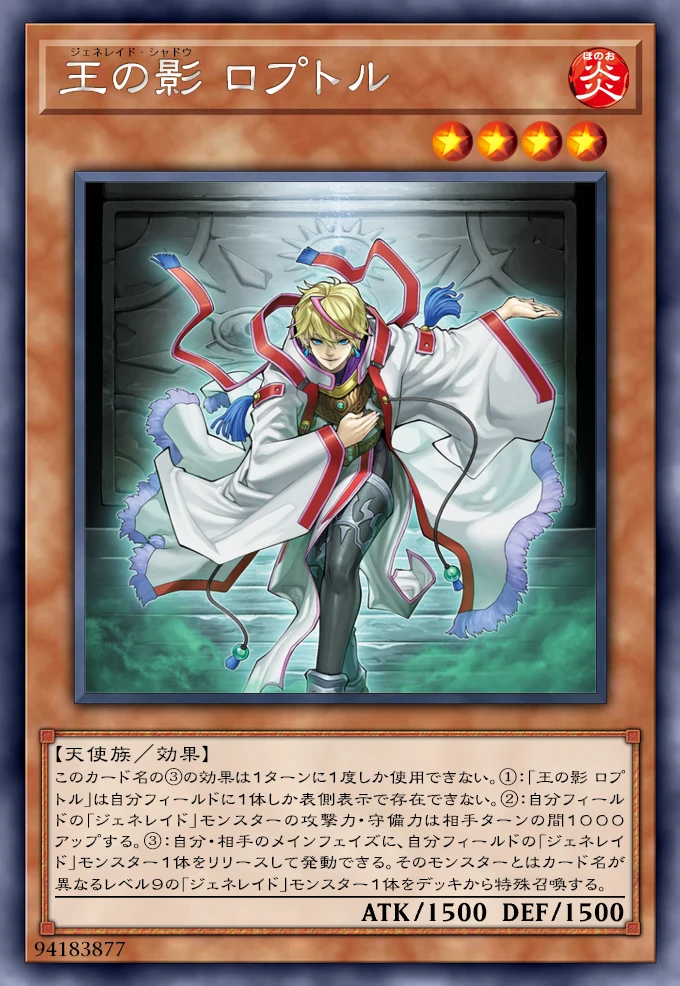 ジェネレイド・シャドウ
王の影 ロプトル
ほのお
炎
【天使族／効果】
このカード名の③の効果は１ターンに１度しか使用できない。①：「王の影 ロプ
トル」は自分フィールドに１体しか表側表示で存在できない。②：自分フィール
ドの「ジェネレイド」モンスターの攻撃力・守備力は相手ターンの間１０００
アップする。③：自分・相手のメインフェイズに、自分フィールドの「ジェネレイ
ド」モンスター１体をリリースして発動できる。そのモンスターとはカード名が
異なるレベル９の「ジェネレイド」モンスター１体をデッキから特殊召喚する。
ATK/1500 DEF/1500
94183877